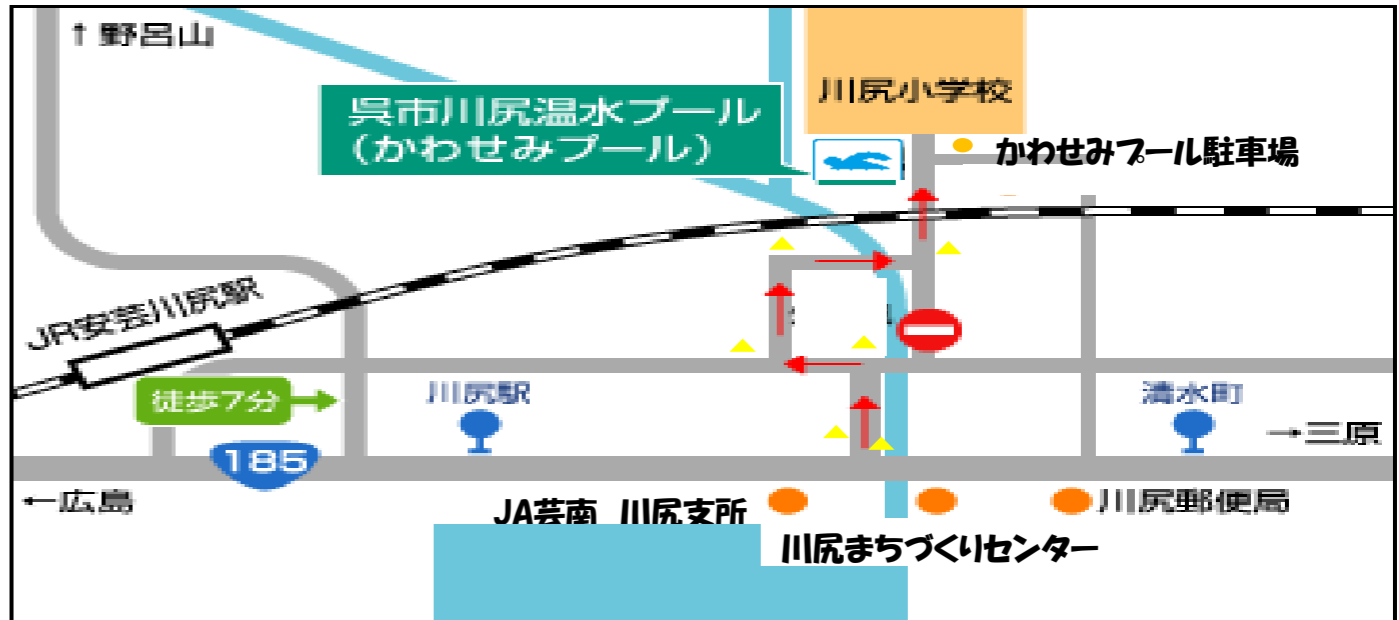 ↑野呂山
川尻小学校
呉市川尻温水プール
(かわせみプール)
かわせみプール駐車場
JR安芸川尻駅
徒歩7分→
川尻駅
清水町
185
→三原
←広島
JA芸南 川尻支所
川尻郵便局
川尻まちづくりセンター